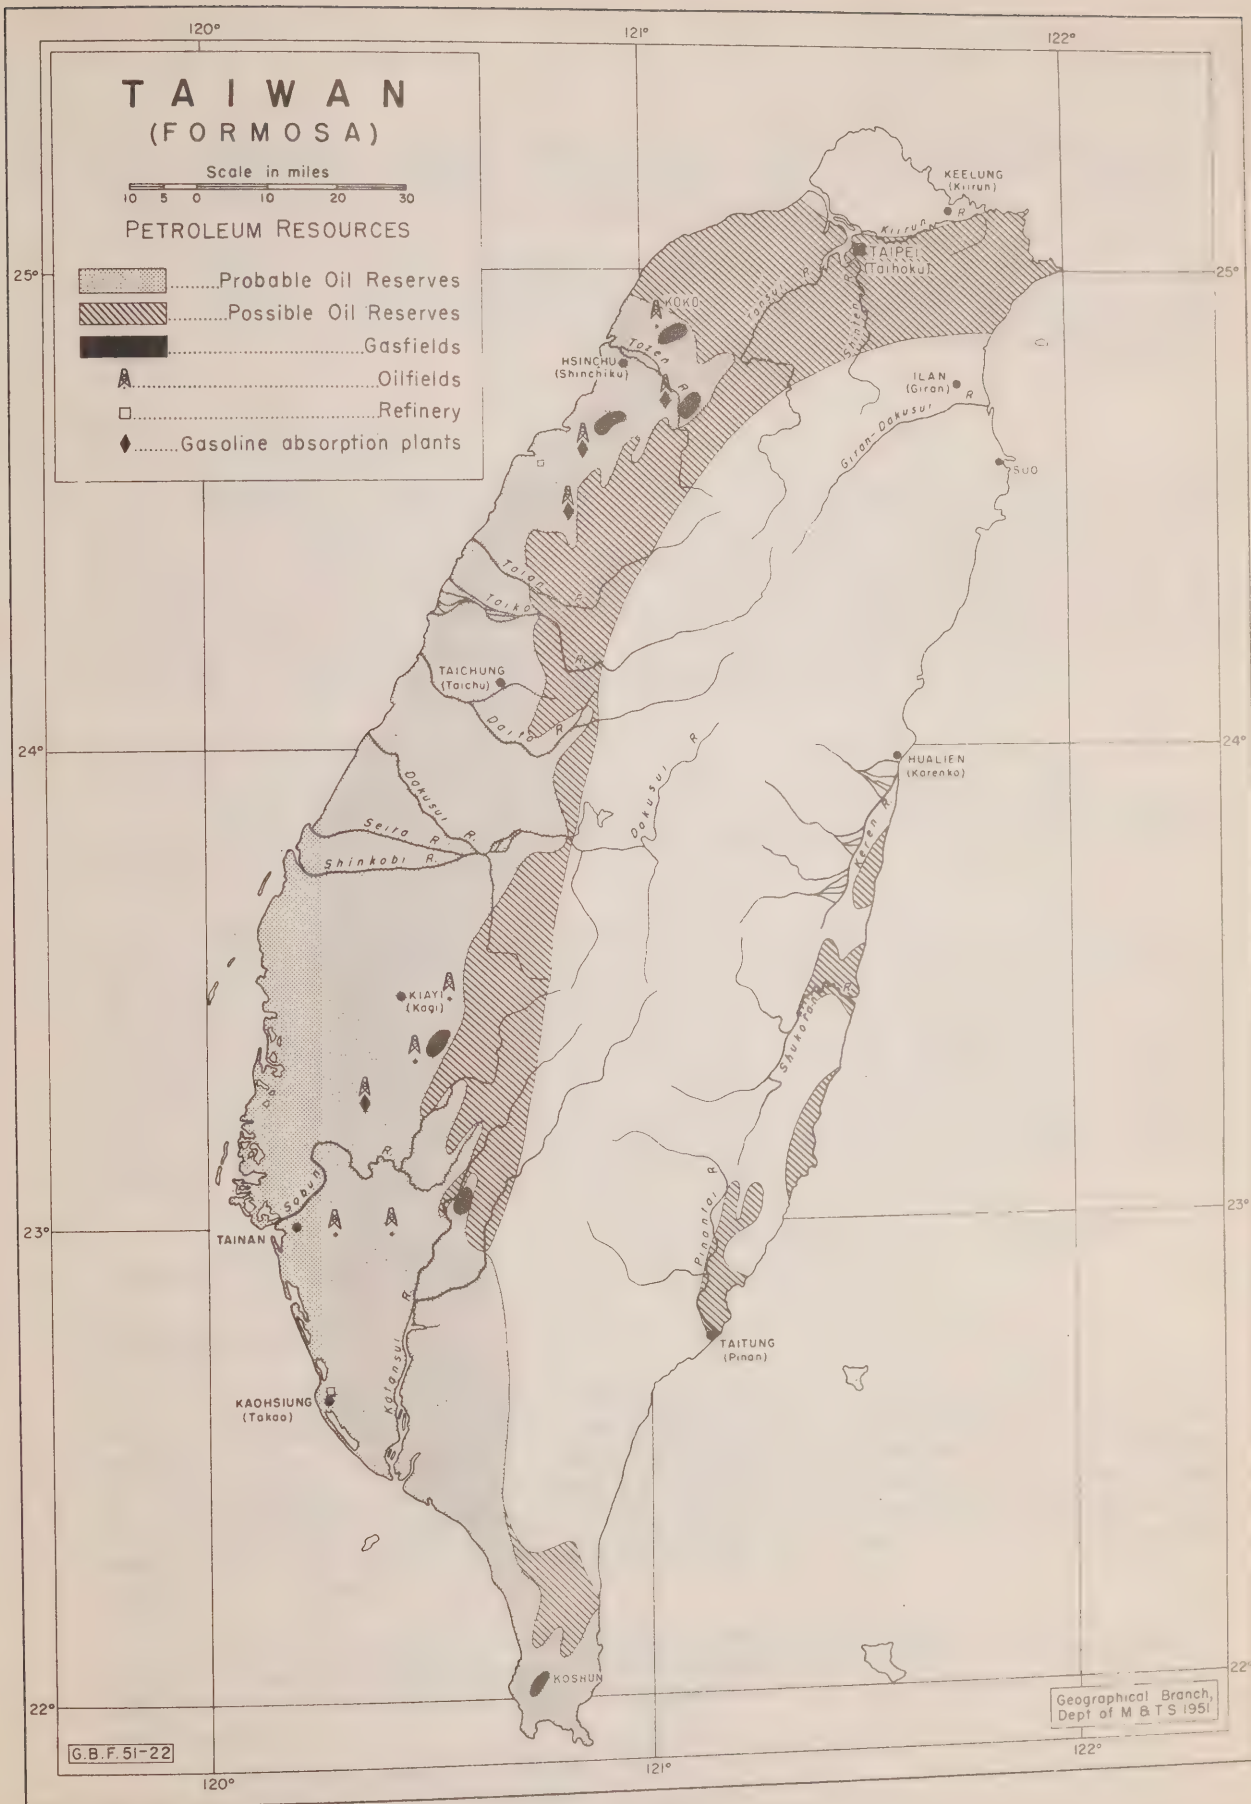 120°
121°
122°
TAIWAN
(FORMOSA)
Scale in miles
10 5 0 10 20 30
PETROLEUM RESOURCES
Probable Oil Reserves
Possible Oil Reserves
Gasfields
Oilfields
Refinery
Gasoline absorption plants
KEELUNG
(Kiirun)
Kiirun R
TAIPEI
(Taihoku)
25°
25°
Tansui R
Shinten R
KOKO
Tozen R
HSINCHU
(Shinchiku)
ILAN
(Giran)
Giran-Dakusui R
SUO
Taian R.
Taiko R.
TAICHUNG
(Taichu)
Daito R
24°
24°
Dakusui R.
Dakusui R
HUALIEN
(Karenko)
Karen R
Seito R.
Shinkobi R.
KIAYI
(Kagi)
Shukoran R.
Sobun R.
TAINAN
23°
23°
Pinantai R
Katansui R.
TAITUNG
(Pinan)
KAOHSIUNG
(Takao)
KOSHUN
22°
22°
Geographical Branch,
Dept of M & T S 1951
G.B.F. 51-22
120°
121°
122°